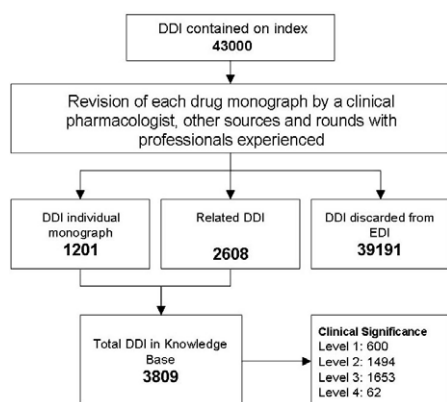 DDI contained on index
43000
Revision of each drug monograph by a clinical
pharmacologist, other sources and rounds with
professionals experienced
DDI individual
monograph
1201
Related DDI
2608
DDI discarded from
EDI
39191
Total DDI in Knowledge
Base
3809
Clinical Significance
Level 1: 600
Level 2: 1494
Level 3: 1653
Level 4: 62